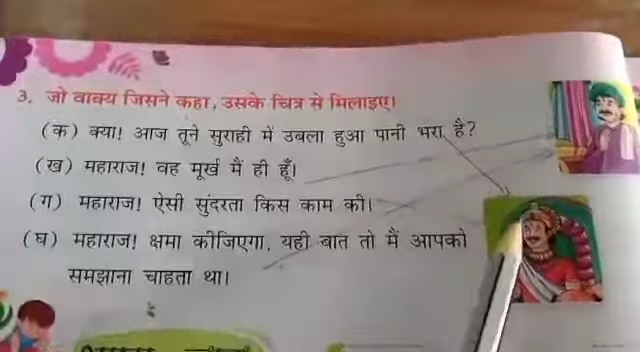 3. जो वाक्य जिसने कहा, उसके चित्र से मिलाइए।
(क) क्या! आज तूने सुराही में उबला हुआ पानी भरा है?
(ख) महाराज! वह मूर्ख मैं ही हूँ।
(ग) महाराज! ऐसी सुंदरता किस काम की।
(घ) महाराज! क्षमा कीजिएगा, यही बात तो मैं आपको
समझाना चाहता था।